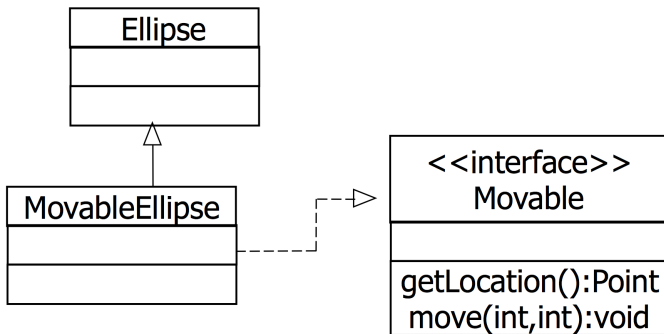 Ellipse
MovableEllipse
<<interface>>
Movable
getLocation():Point
move(int,int):void